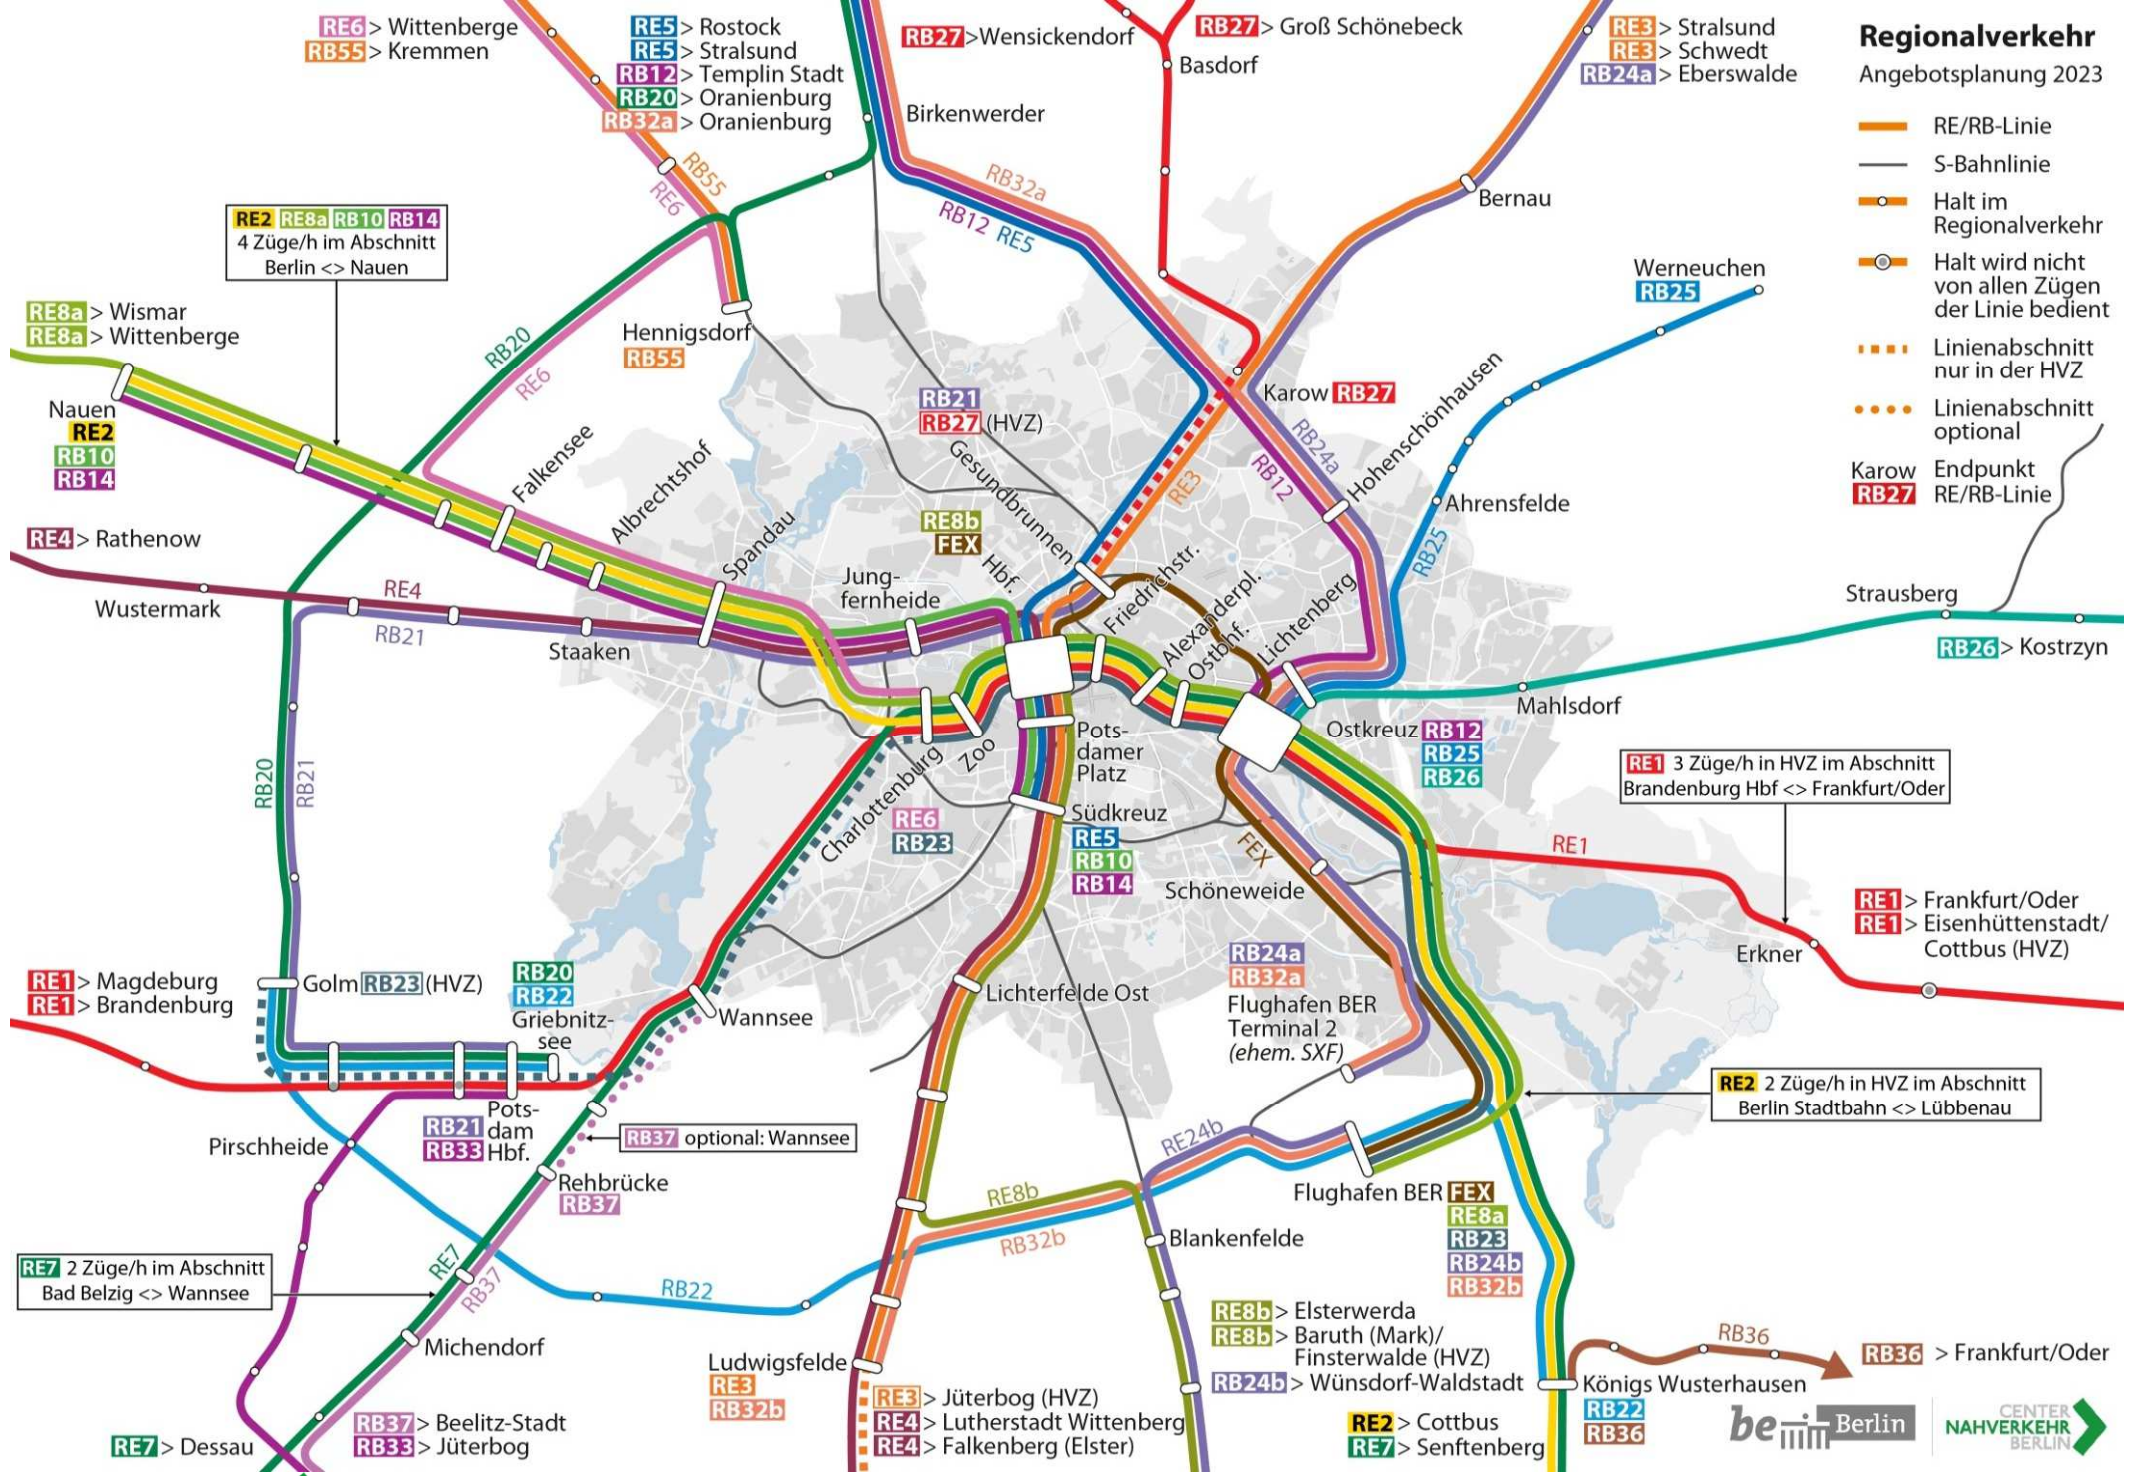 RE6 > Wittenberge
RB55 > Kremmen
RE5 > Rostock
RE5 > Stralsund
RB12 > Templin Stadt
RB20 > Oranienburg
RB32a > Oranienburg
RB27 >Wensickendorf
RB27 > Groß Schönebeck
RE3 > Stralsund
RE3 > Schwedt
RB24a > Eberswalde
Regionalverkehr
Angebotsplanung 2023
RE/RB-Linie
S-Bahnlinie
Halt im
Regionalverkehr
Halt wird nicht
von allen Zügen
der Linie bedient
Linienabschnitt
nur in der HVZ
Linienabschnitt
optional
Karow
RB27
Endpunkt
RE/RB-Linie
Basdorf
Birkenwerder
RB55
RE6
RB32a
RB12 RE5
Bernau
RE2 RE8a RB10 RB14
4 Züge/h im Abschnitt
Berlin <> Nauen
Werneuchen
RB25
RE8a > Wismar
RE8a > Wittenberge
RB20
RE6
Hennigsdorf
RB55
Nauen
RE2
RB10
RB14
Falkensee
Albrechtshof
Spandau
RB21
RB27 (HVZ)
Gesundbrunnen
Karow RB27
RB24a
RB12
RE3
Hohenschönhausen
Ahrensfelde
RB25
RE4 > Rathenow
Wustermark
RE4
RB21
Staaken
Jung-
fernheide
RE8b
FEX
Hbf.
Friedrichstr.
Alexanderpl.
Ostbhf.
Lichtenberg
Strausberg
RB26 > Kostrzyn
Mahlsdorf
RB20
RB21
Charlottenburg
Zoo
Pots-
damer
Platz
Ostkreuz RB12
RB25
RB26
RE1 3 Züge/h in HVZ im Abschnitt
Brandenburg Hbf <> Frankfurt/Oder
RE6
RB23
Südkreuz
RE5
RB10
RB14
FEX
Schöneweide
RE1
RE1 > Frankfurt/Oder
RE1 > Eisenhüttenstadt/
Cottbus (HVZ)
Erkner
RE1 > Magdeburg
RE1 > Brandenburg
Golm RB23 (HVZ)
RB20
RB22
Griebnitz-
see
Wannsee
Lichterfelde Ost
RB24a
RB32a
Flughafen BER
Terminal 2
(ehem. SXF)
RE2 2 Züge/h in HVZ im Abschnitt
Berlin Stadtbahn <> Lübbenau
Pirschheide
RB21
RB33
Pots-
dam
Hbf.
RB37 optional: Wannsee
Rehbrücke
RB37
RE24b
RE8b
RB32b
Flughafen BER FEX
RE8a
RB23
RB24b
RB32b
Blankenfelde
RE7 2 Züge/h im Abschnitt
Bad Belzig <> Wannsee
RE7
RB37
RB22
Michendorf
Ludwigsfelde
RE3
RB32b
RE8b > Elsterwerda
RE8b > Baruth (Mark)/
Finsterwalde (HVZ)
RB24b > Wünsdorf-Waldstadt
RB36
RB36 > Frankfurt/Oder
Königs Wusterhausen
RB22
RB36
RE3 > Jüterbog (HVZ)
RE4 > Lutherstadt Wittenberg
RE4 > Falkenberg (Elster)
RE2 > Cottbus
RE7 > Senftenberg
RE7 > Dessau
RB37 > Beelitz-Stadt
RB33 > Jüterbog
be Berlin
CENTER
NAHVERKEHR
BERLIN